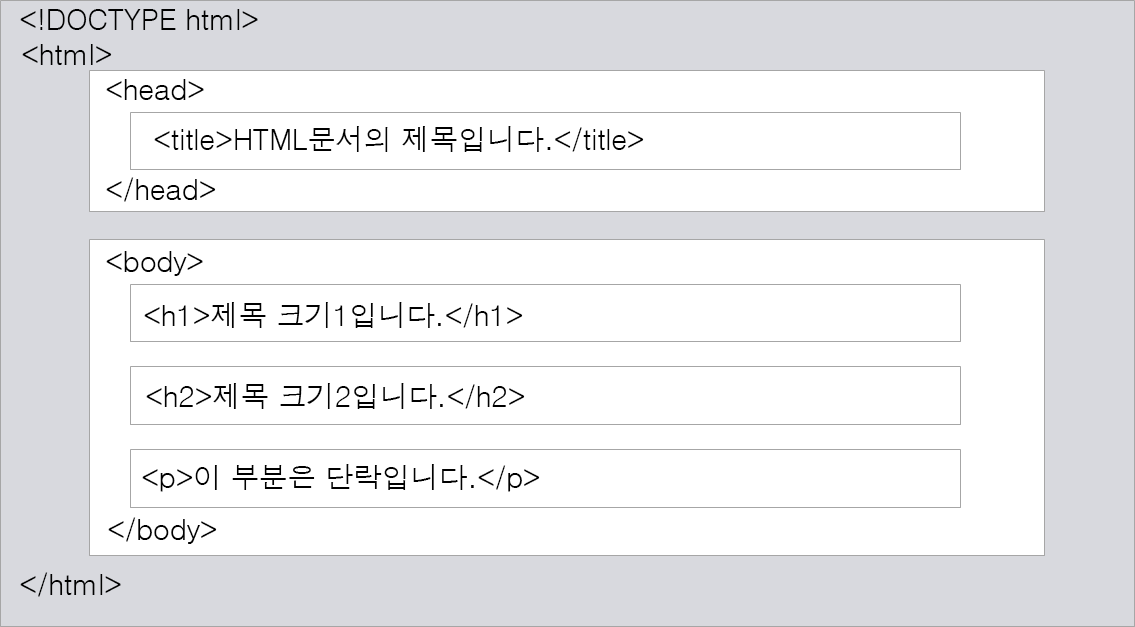 <!DOCTYPE html>
<html>
<head>
<title>HTML문서의 제목입니다.</title>
</head>
<body>
<h1>제목 크기1입니다.</h1>
<h2>제목 크기2입니다.</h2>
<p>이 부분은 단락입니다.</p>
</body>
</html>